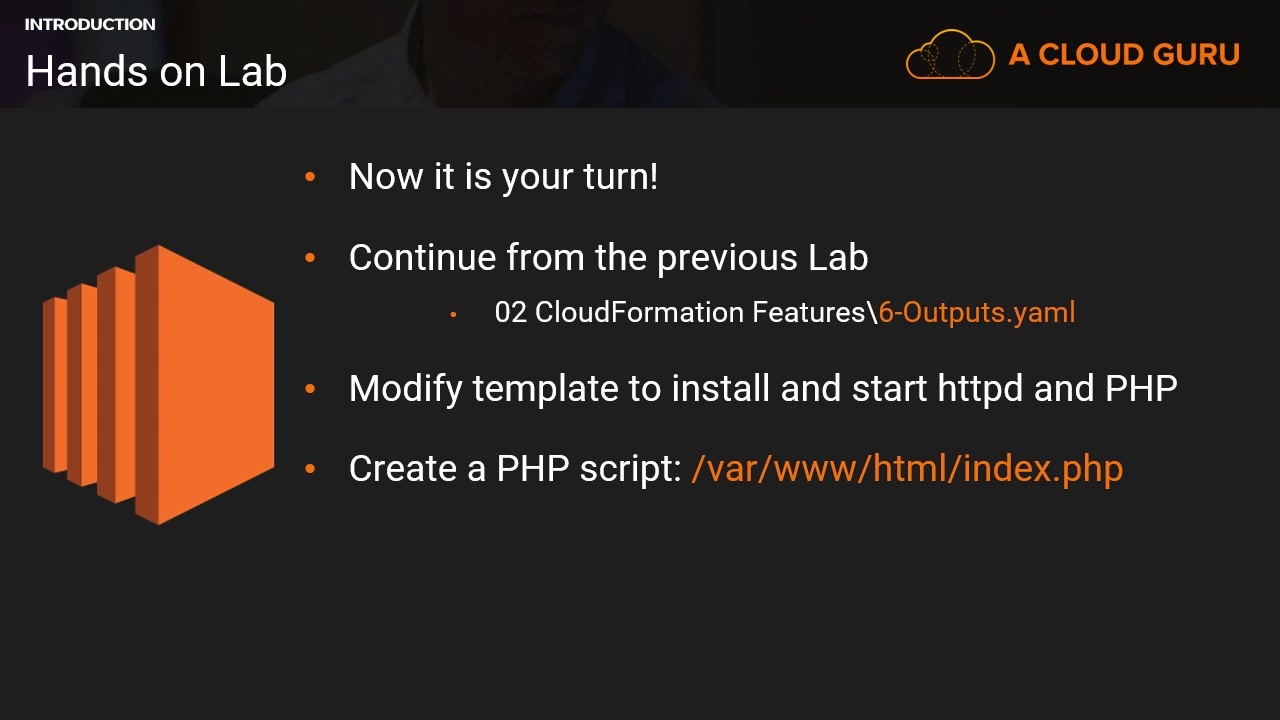 INTRODUCTION
Hands on Lab
A CLOUD GURU
• Now it is your turn!
• Continue from the previous Lab
• 02 CloudFormation Features\6-Outputs.yaml
• Modify template to install and start httpd and PHP
• Create a PHP script: /var/www/html/index.php